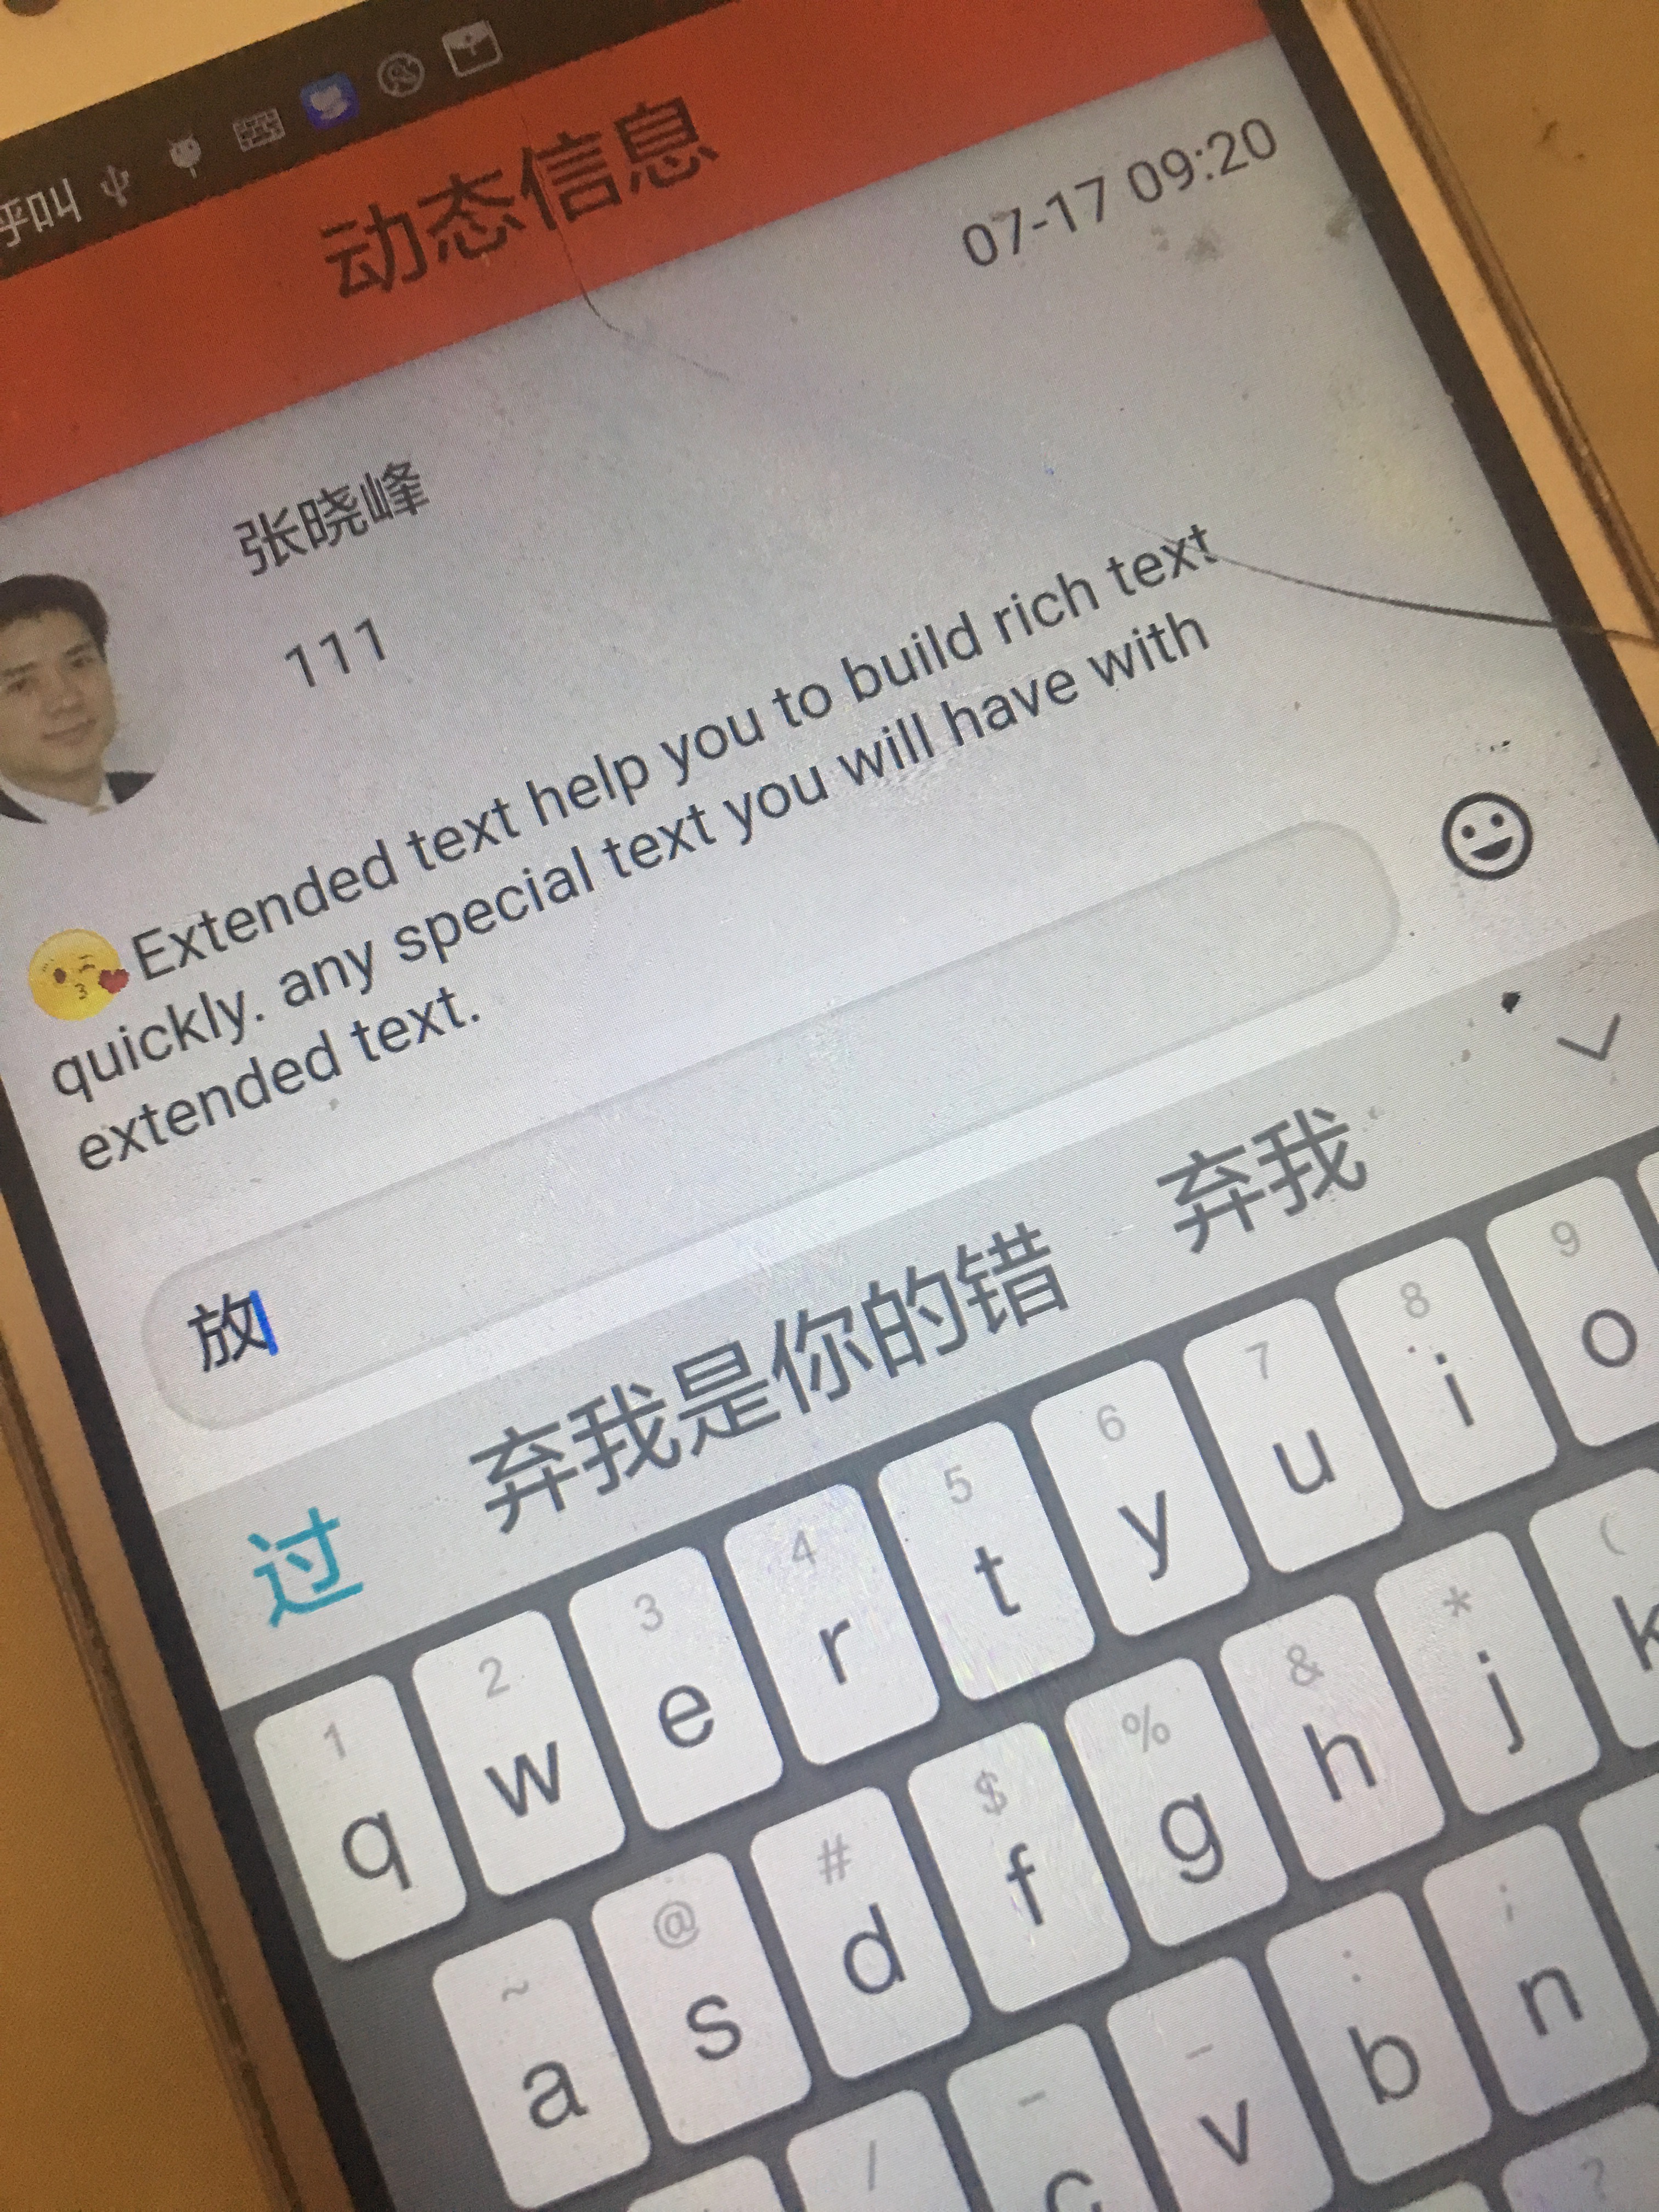 呼叫
动态信息
07-17 09:20
张晓峰
111
😘Extended text help you to build rich text
quickly. any special text you will have with
extended text.
放
过 弃我是你的错 弃我
1 2 3 4 5 6 7 8 9
q w e r t y u i o
~ @ # $ % & * (
a s d f g h j k
/ - _ : ; ?
c v b n